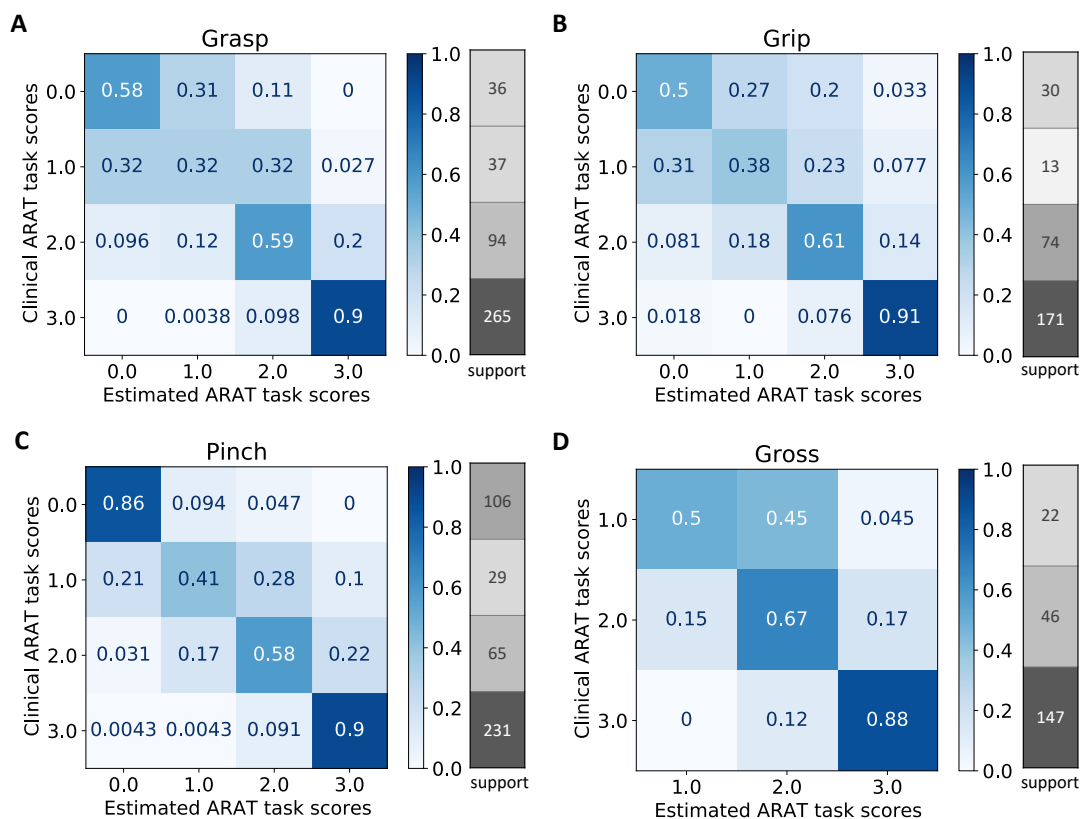 A
Grasp
Clinical ARAT task scores
0.0
0.58 0.31 0.11 0
1.0
0.32 0.32 0.32 0.027
2.0
0.096 0.12 0.59 0.2
3.0
0 0.0038 0.098 0.9
0.0 1.0 2.0 3.0
Estimated ARAT task scores
1.0
0.8
0.6
0.4
0.2
0.0
36
37
94
265
support
B
Grip
Clinical ARAT task scores
0.0
0.5 0.27 0.2 0.033
1.0
0.31 0.38 0.23 0.077
2.0
0.081 0.18 0.61 0.14
3.0
0.018 0 0.076 0.91
0.0 1.0 2.0 3.0
Estimated ARAT task scores
1.0
0.8
0.6
0.4
0.2
0.0
30
13
74
171
support
C
Pinch
Clinical ARAT task scores
0.0
0.86 0.094 0.047 0
1.0
0.21 0.41 0.28 0.1
2.0
0.031 0.17 0.58 0.22
3.0
0.0043 0.0043 0.091 0.9
0.0 1.0 2.0 3.0
Estimated ARAT task scores
1.0
0.8
0.6
0.4
0.2
0.0
106
29
65
231
support
D
Gross
Clinical ARAT task scores
1.0
0.5 0.45 0.045
2.0
0.15 0.67 0.17
3.0
0 0.12 0.88
1.0 2.0 3.0
Estimated ARAT task scores
1.0
0.8
0.6
0.4
0.2
0.0
22
46
147
support